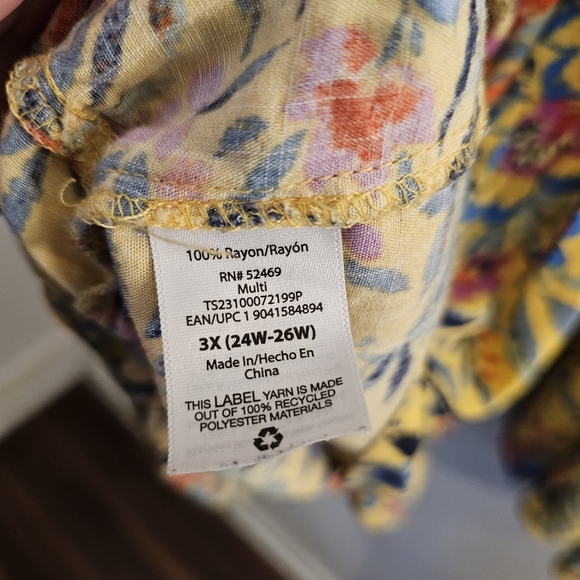 100% Rayon/Rayón
RN# 52469
Multi
TS23100072199P
EAN/UPC 1 9041584894
3X (24W-26W)
Made In/Hecho En
China
THIS LABEL YARN IS MADE
OUT OF 100% RECYCLED
POLYESTER MATERIALS